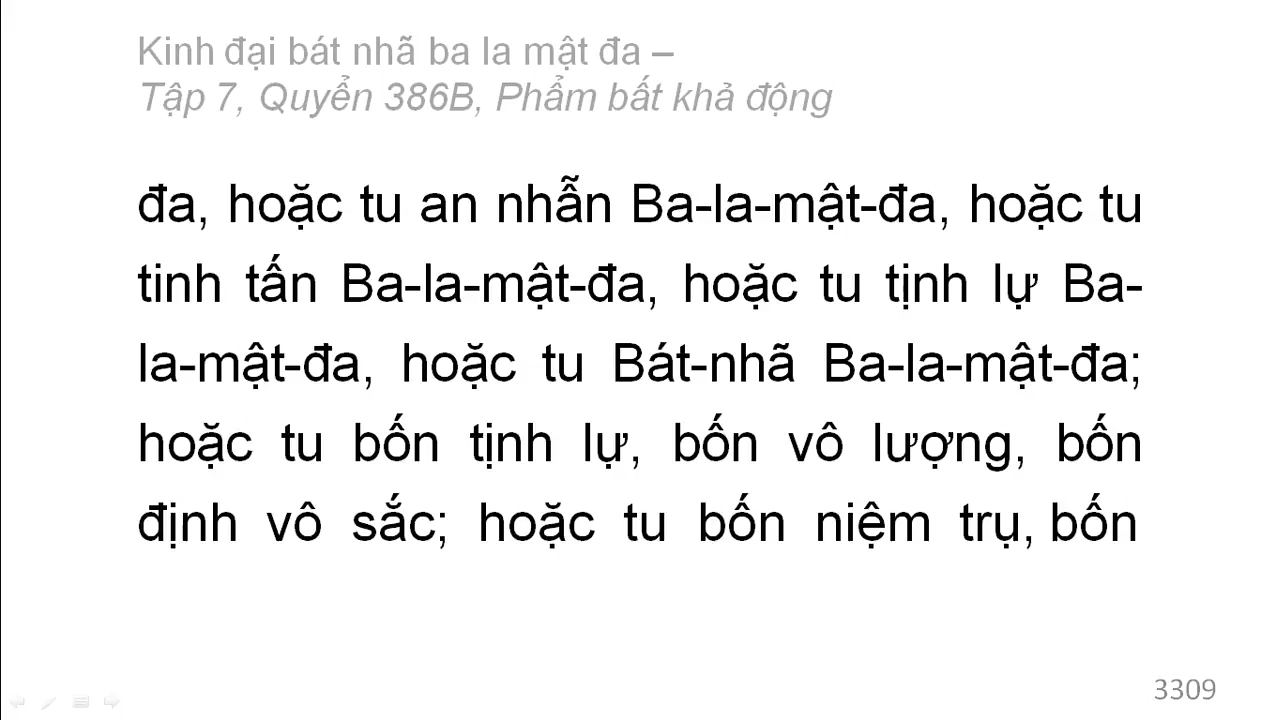 Kinh đại bát nhã ba la mật đa –
Tập 7, Quyển 386B, Phẩm bất khả động
đa, hoặc tu an nhẫn Ba-la-mật-đa, hoặc tu
tinh tấn Ba-la-mật-đa, hoặc tu tịnh lự Ba-
la-mật-đa, hoặc tu Bát-nhã Ba-la-mật-đa;
hoặc tu bốn tịnh lự, bốn vô lượng, bốn
định vô sắc; hoặc tu bốn niệm trụ, bốn
3309